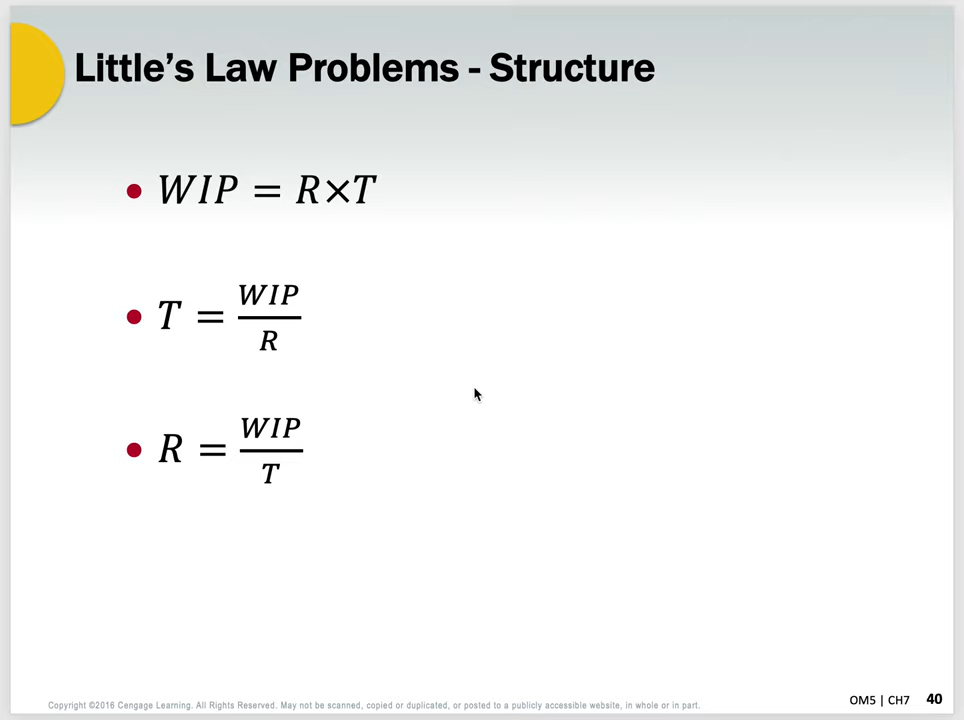 Little's Law Problems - Structure
• WIP = R×T
• T = WIP/R
• R = WIP/T
Copyright ©2016 Cengage Learning. All Rights Reserved. May not be scanned, copied or duplicated, or posted to a publicly accessible website, in whole or in part.
OM5 | CH7 40